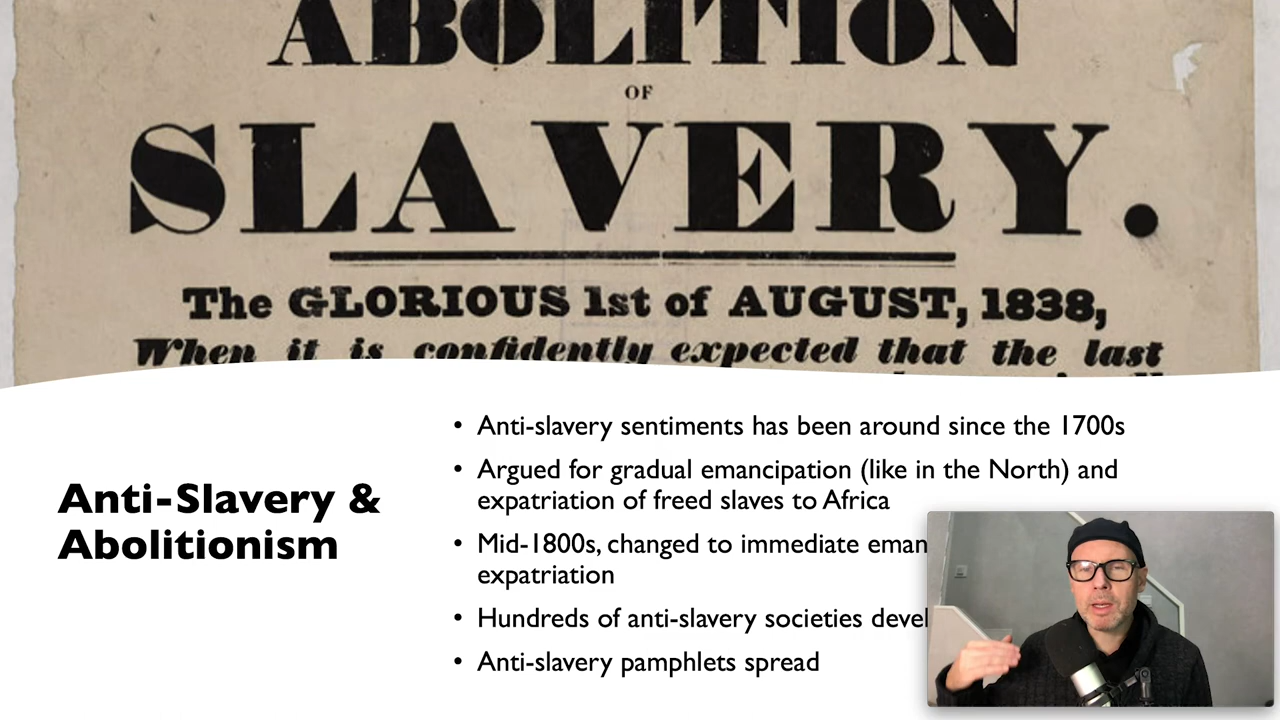 ABOLITION
OF
SLAVERY.
The GLORIOUS 1st of AUGUST, 1838,
When it is confidently expected that the last
Anti-Slavery &
Abolitionism
• Anti-slavery sentiments has been around since the 1700s
• Argued for gradual emancipation (like in the North) and
expatriation of freed slaves to Africa
• Mid-1800s, changed to immediate eman
expatriation
• Hundreds of anti-slavery societies devel
• Anti-slavery pamphlets spread